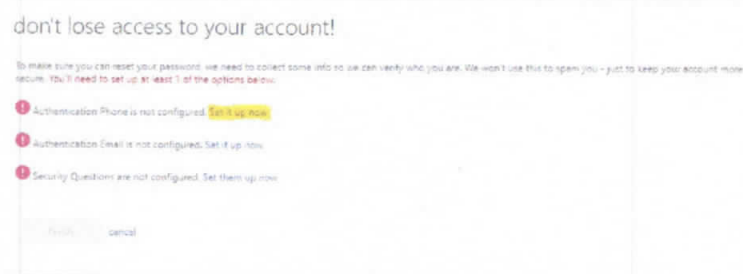 don't lose access to your account!
To make sure you can reset your password, we need to collect some info so we can verify who you are. We won't use this to spam you - just to keep your account more
secure. You'll need to set up at least 1 of the options below.
Authentication Phone is not configured. Set it up now
Authentication Email is not configured. Set it up now
Security Questions are not configured. Set them up now
cancel